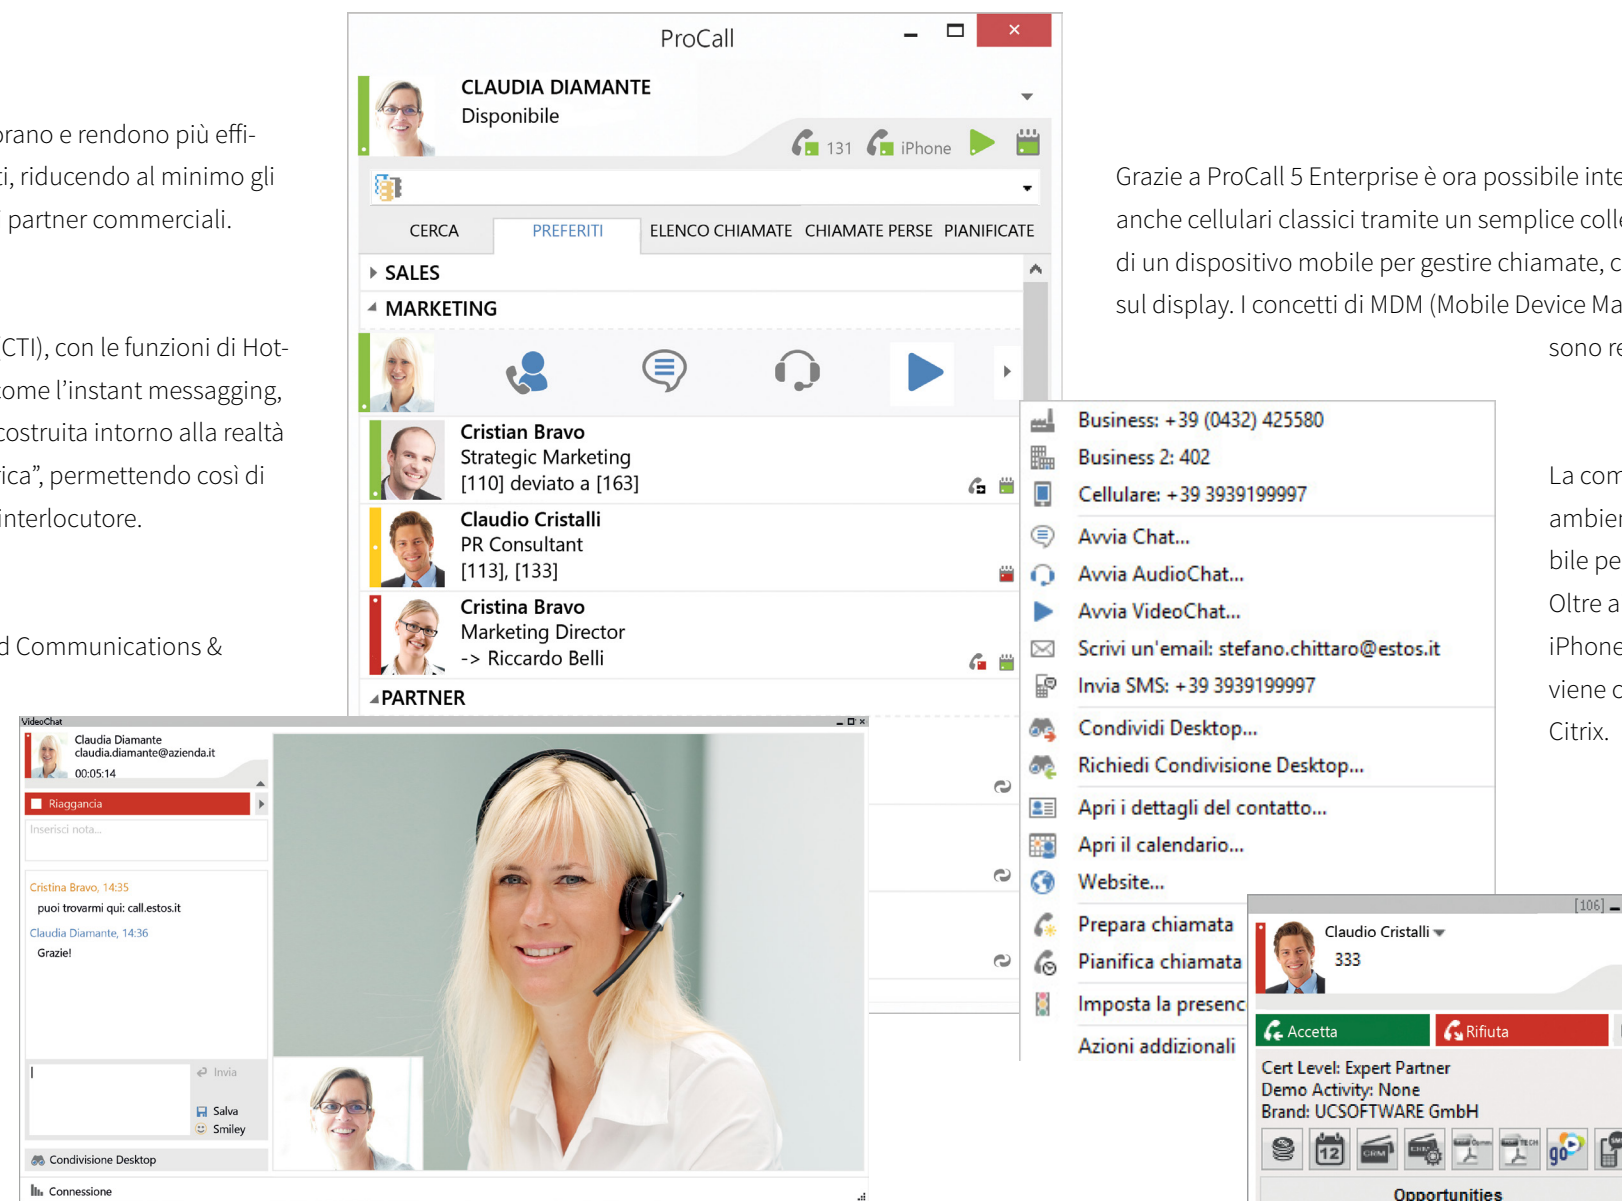 orano e rendono più effi-
ti, riducendo al minimo gli
i partner commerciali.
(CTI), con le funzioni di Hot-
come l’instant messagging,
costruita intorno alla realtà
rica”, permettendo così di
interlocutore.
d Communications &
ProCall
CLAUDIA DIAMANTE
Disponibile
131 iPhone
CERCA PREFERITI ELENCO CHIAMATE CHIAMATE PERSE PIANIFICATE
SALES
MARKETING
Cristian Bravo
Strategic Marketing
[110] deviato a [163]
Claudio Cristalli
PR Consultant
[113], [133]
Cristina Bravo
Marketing Director
-> Riccardo Belli
PARTNER
Grazie a ProCall 5 Enterprise è ora possibile inte
anche cellulari classici tramite un semplice colle
di un dispositivo mobile per gestire chiamate, c
sul display. I concetti di MDM (Mobile Device Ma
sono re
La com
ambien
bile pe
Oltre a
iPhone
viene c
Citrix.
Business: +39 (0432) 425580
Business 2: 402
Cellulare: +39 3939199997
Avvia Chat...
Avvia AudioChat...
Avvia VideoChat...
Scrivi un'email: stefano.chittaro@estos.it
Invia SMS: +39 3939199997
Condividi Desktop...
Richiedi Condivisione Desktop...
Apri i dettagli del contatto...
Apri il calendario...
Website...
Prepara chiamata
Pianifica chiamata
Imposta la presenc
Azioni addizionali
VideoChat
Claudia Diamante
claudia.diamante@azienda.it
00:05:14
Riaggancia
Inserisci nota...
Cristina Bravo, 14:35
puoi trovarmi qui: call.estos.it
Claudia Diamante, 14:36
Grazie!
Invia
Salva
Smiley
Condivisione Desktop
Connessione
[106]
Claudio Cristalli
333
Accetta Rifiuta
Cert Level: Expert Partner
Demo Activity: None
Brand: UCSOFTWARE GmbH
12 CRM CRM TECH go SMS
Opportunities